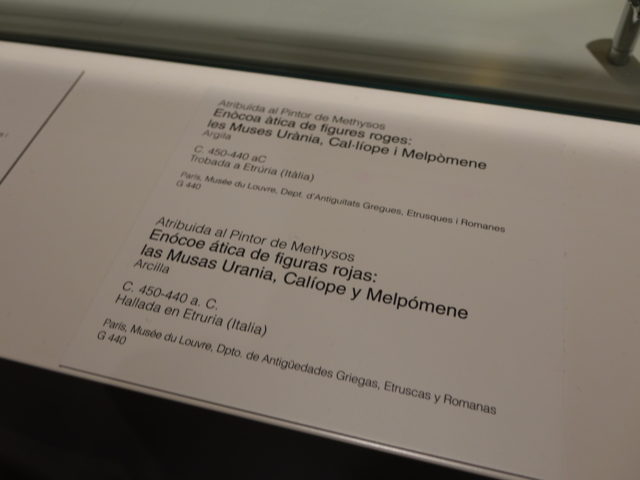 Atribuïda al Pintor de Methysos
Enòcoa àtica de figures roges:
les Muses Urània, Cal·líope i Melpòmene
Argila
C. 450-440 aC
Trobada a Etrúria (Itàlia)
París, Musée du Louvre, Dept. d'Antiguitats Gregues, Etrusques i Romanes
G 440
Atribuida al Pintor de Methysos
Enócoe ática de figuras rojas:
las Musas Urania, Calíope y Melpómene
Arcilla
C. 450-440 a. C.
Hallada en Etruria (Italia)
París, Musée du Louvre, Dpto. de Antigüedades Griegas, Etruscas y Romanas
G 440